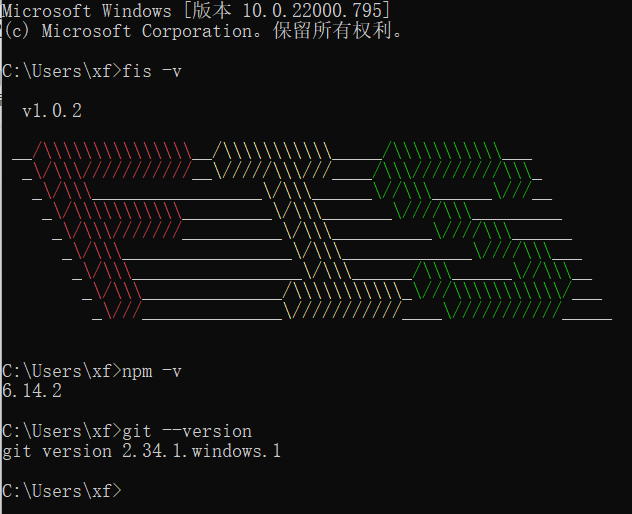 Microsoft Windows [版本 10.0.22000.795]
(c) Microsoft Corporation。保留所有权利。
C:\Users\xf>fis -v
v1.0.2
C:\Users\xf>npm -v
6.14.2
C:\Users\xf>git --version
git version 2.34.1.windows.1
C:\Users\xf>